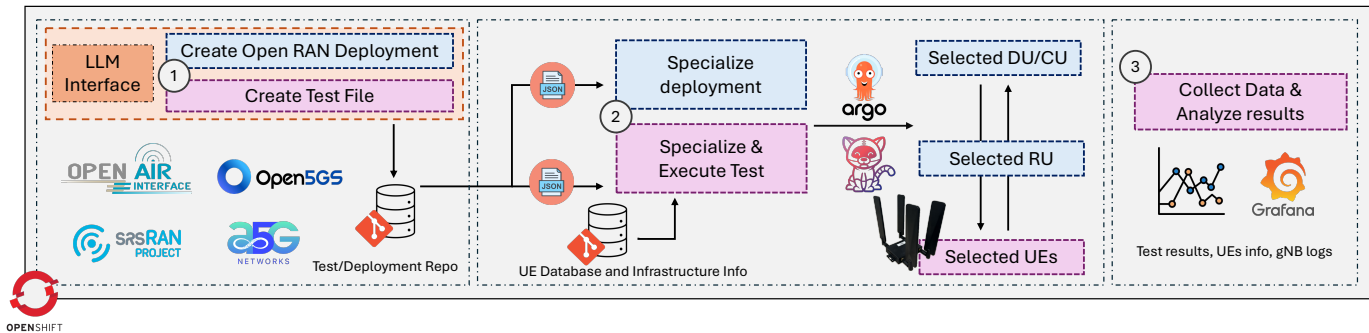 LLM
Interface
1
Create Open RAN Deployment
Create Test File
OPEN AIR
INTERFACE
Open5GS
srsRAN
PROJECT
a5G
NETWORKS
Test/Deployment Repo
JSON
JSON
Specialize
deployment
2
Specialize &
Execute Test
UE Database and Infrastructure Info
argo
Selected DU/CU
Selected RU
Selected UEs
3
Collect Data &
Analyze results
Grafana
Test results, UEs info, gNB logs
OPENSHIFT